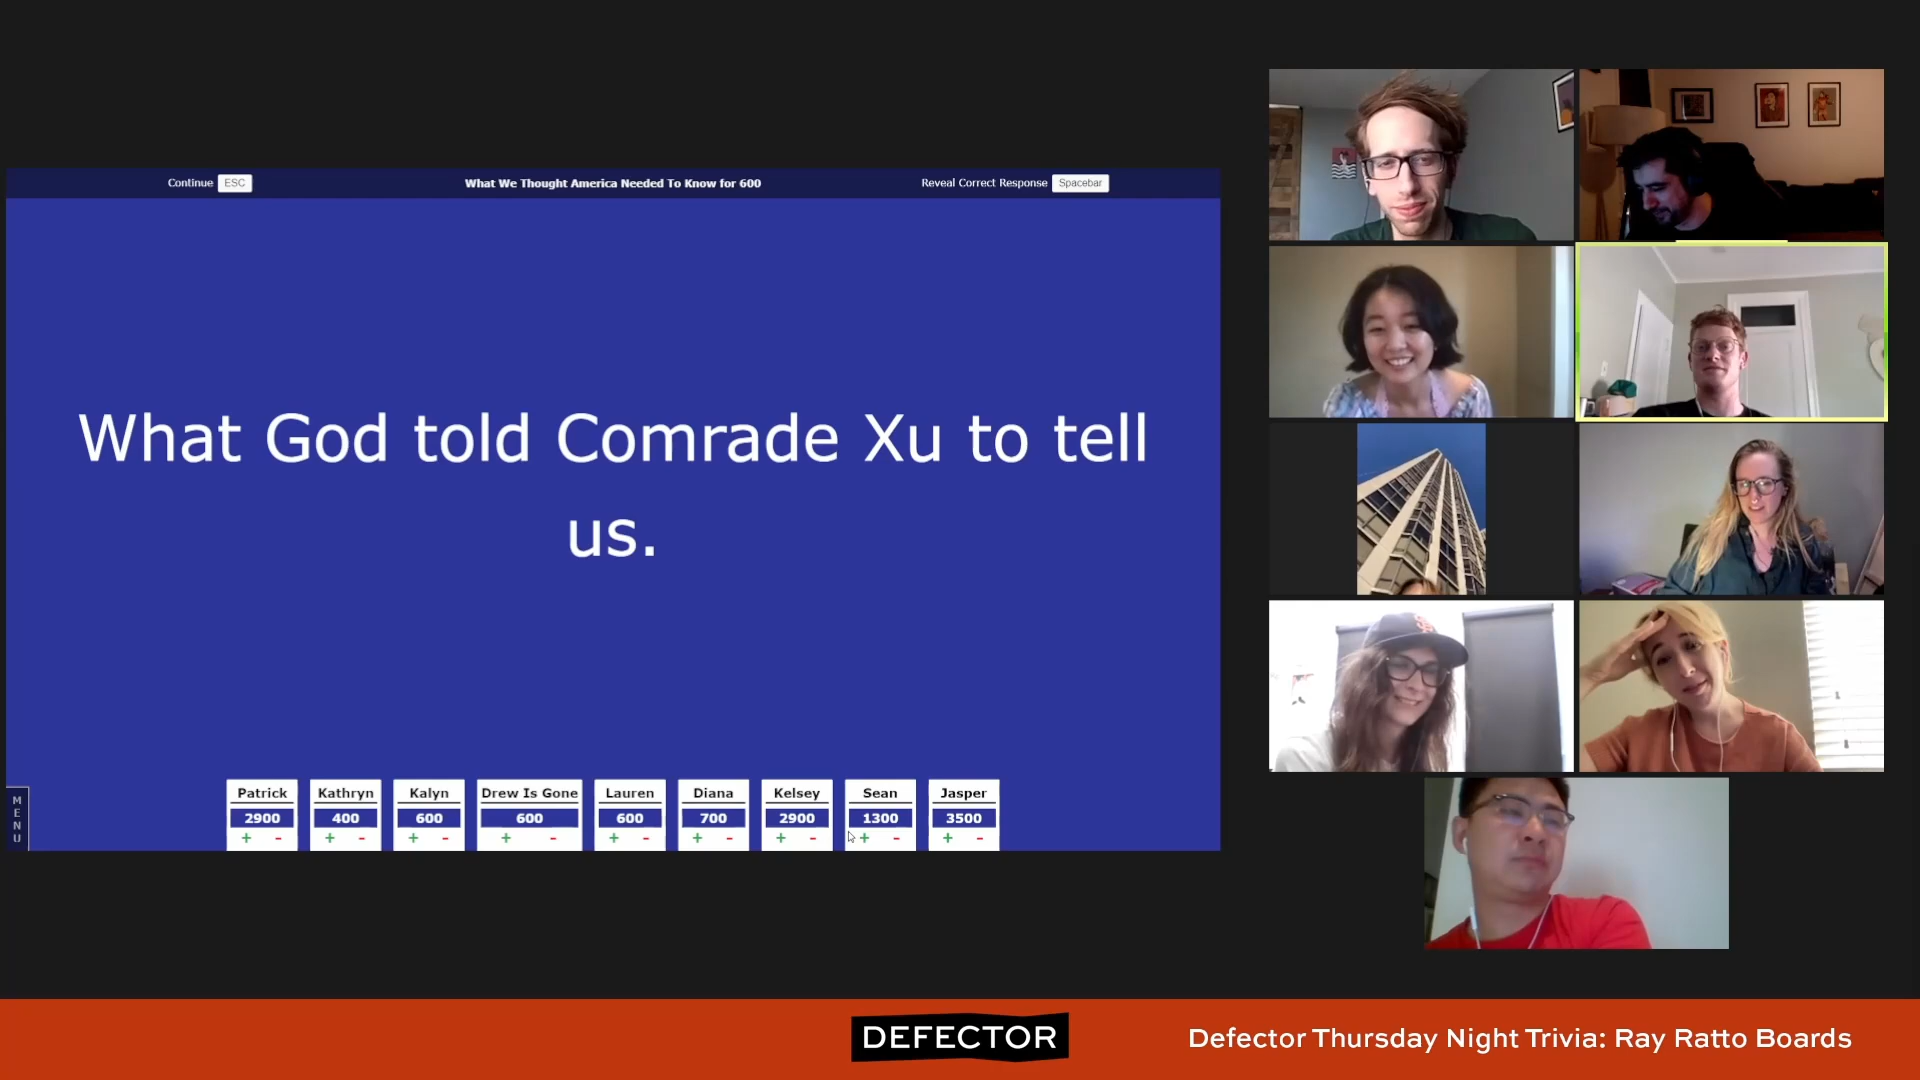 Continue ESC
What We Thought America Needed To Know for 600
Reveal Correct Response Spacebar
What God told Comrade Xu to tell
us.
MENU
Patrick Kathryn Kalyn Drew Is Gone Lauren Diana Kelsey Sean Jasper
2900 400 600 600 600 700 2900 1300 3500
+ - + - + - + - + - + - + - + - + -
DEFECTOR
Defector Thursday Night Trivia: Ray Ratto Boards